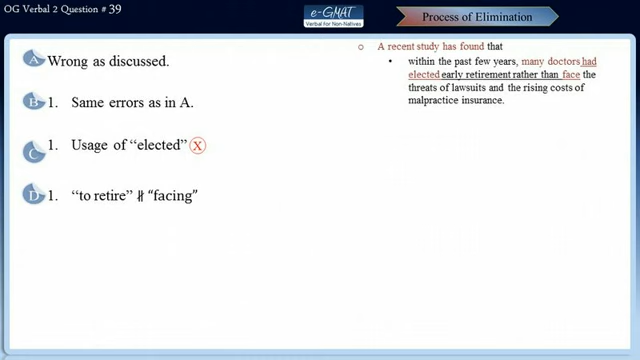 OG Verbal 2 Question # 39
e-GMAT
Verbal for Non-Natives
Process of Elimination
A Wrong as discussed.
B 1. Same errors as in A.
C 1. Usage of “elected” X
D 1. “to retire” ∦ “facing”
o A recent study has found that
• within the past few years, many doctors had
elected early retirement rather than face the
threats of lawsuits and the rising costs of
malpractice insurance.